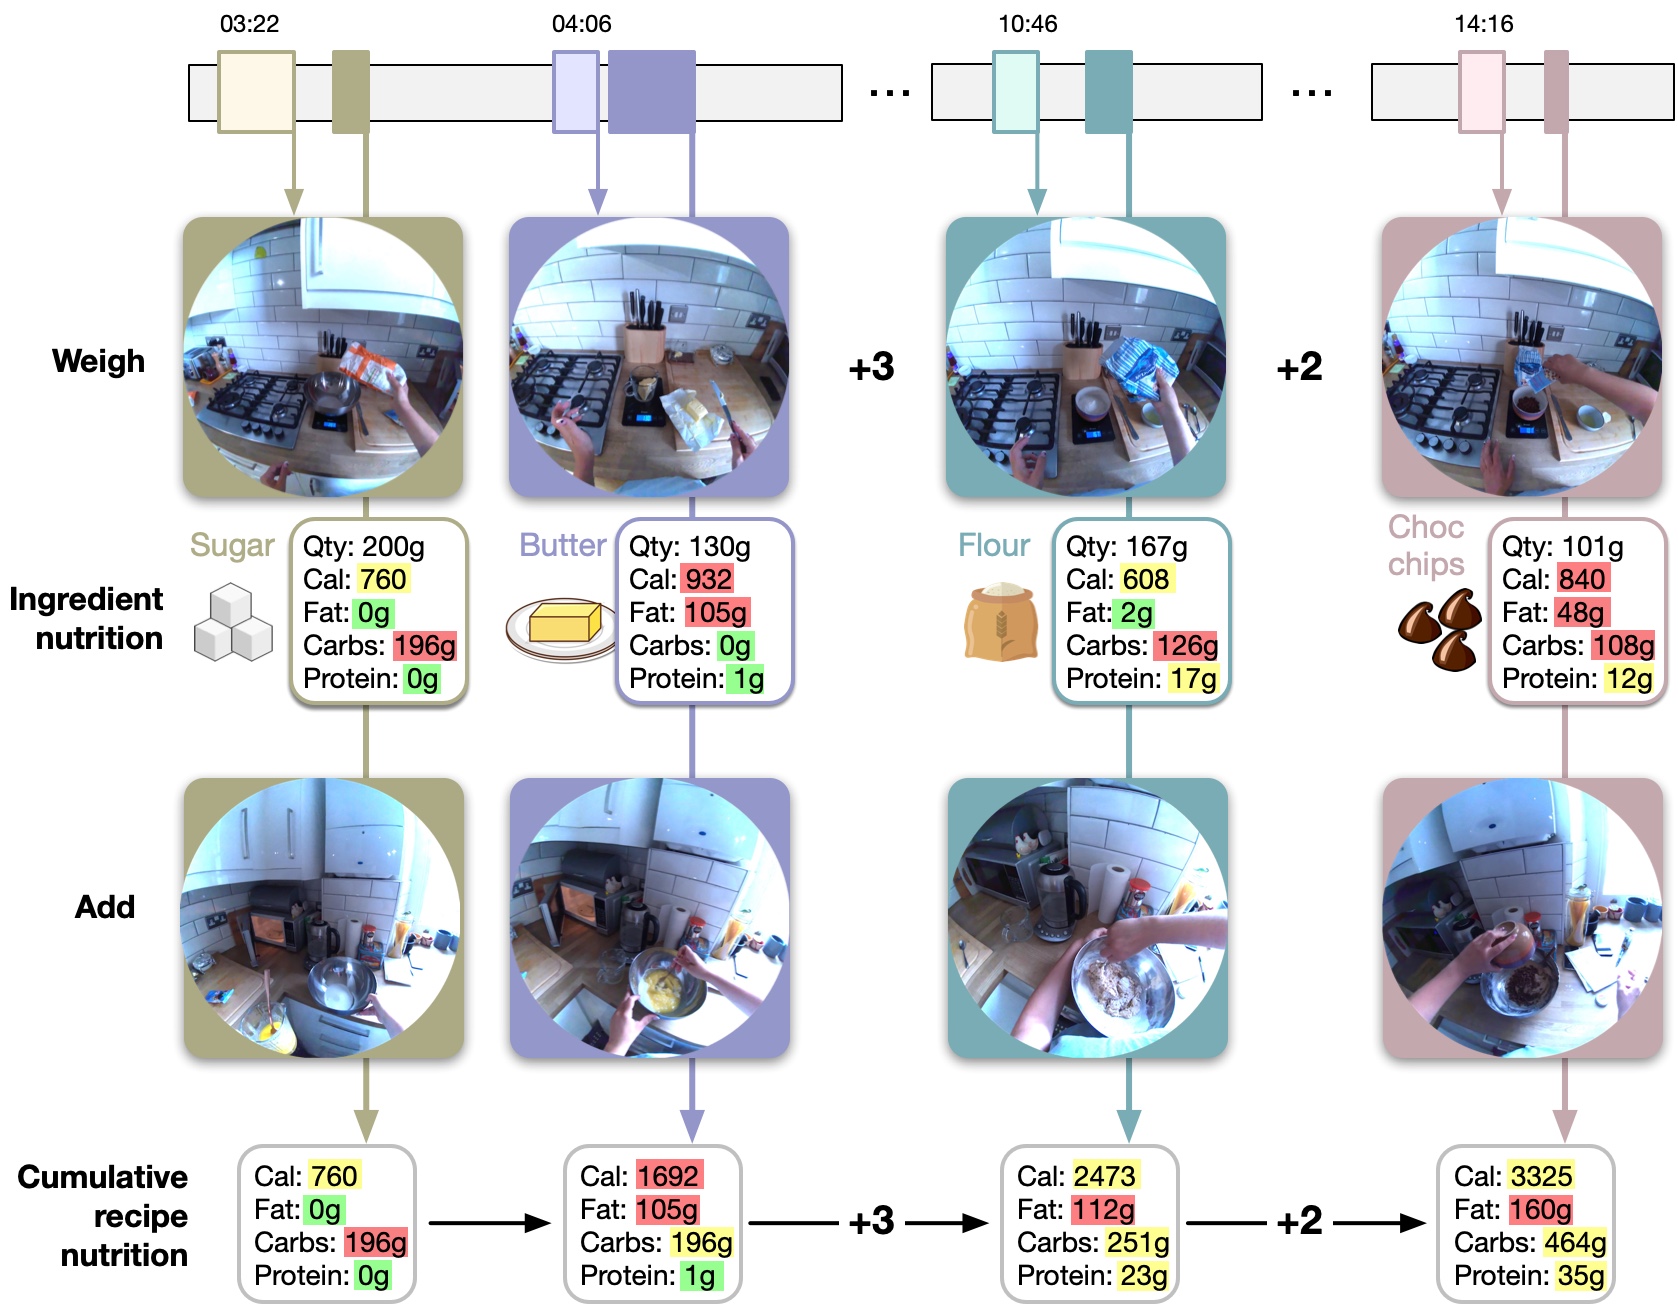 03:22
04:06
10:46
14:16
...
...
Weigh
+3
+2
Sugar
Qty: 200g
Cal: 760
Fat: 0g
Carbs: 196g
Protein: 0g
Butter
Qty: 130g
Cal: 932
Fat: 105g
Carbs: 0g
Protein: 1g
Flour
Qty: 167g
Cal: 608
Fat: 2g
Carbs: 126g
Protein: 17g
Choc
chips
Qty: 101g
Cal: 840
Fat: 48g
Carbs: 108g
Protein: 12g
Ingredient
nutrition
Add
Cumulative
recipe
nutrition
Cal: 760
Fat: 0g
Carbs: 196g
Protein: 0g
Cal: 1692
Fat: 105g
Carbs: 196g
Protein: 1g
+3
Cal: 2473
Fat: 112g
Carbs: 251g
Protein: 23g
+2
Cal: 3325
Fat: 160g
Carbs: 464g
Protein: 35g